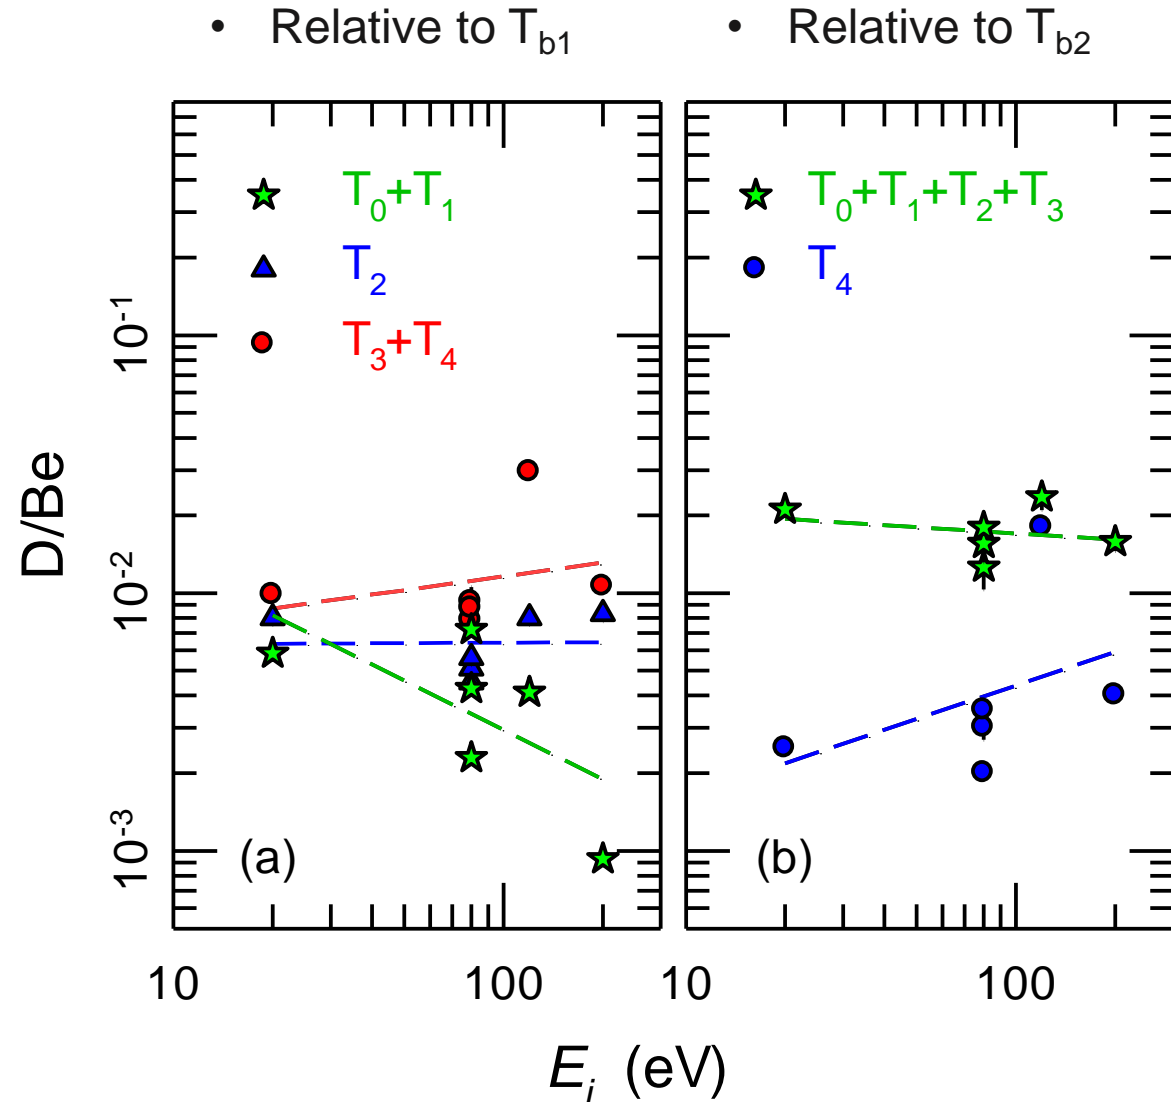 • Relative to T_b1 • Relative to T_b2
T_0+T_1
T_2
T_3+T_4
T_0+T_1+T_2+T_3
T_4
D/Be
10^-1
10^-2
10^-3
(a)
(b)
10 100 10 100
E_i (eV)